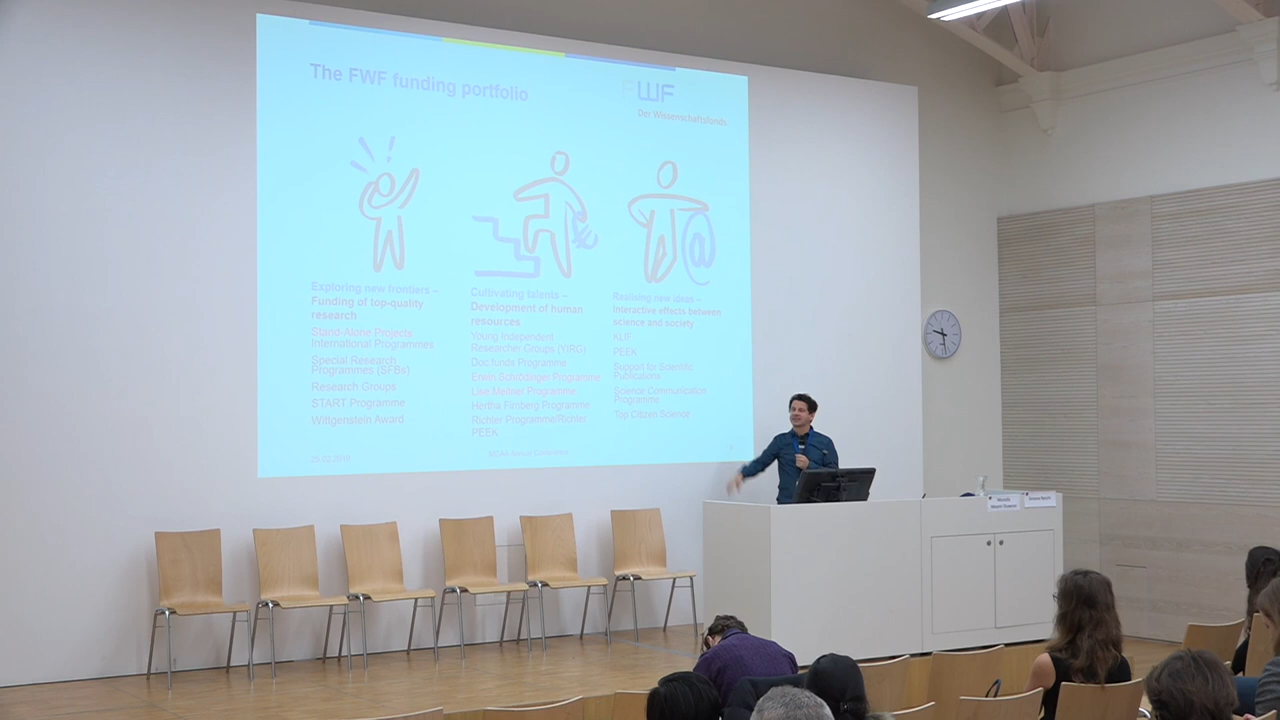 The FWF funding portfolio
FWF
Der Wissenschaftsfonds.
Exploring new frontiers –
Funding of top-quality
research
Stand-Alone Projects
International Programmes
Special Research
Programmes (SFBs)
Research Groups
START Programme
Wittgenstein Award
Cultivating talents –
Development of human
resources
Young Independent
Researcher Groups (YIRG)
Doc.funds Programme
Erwin Schrödinger Programme
Lise Meitner Programme
Hertha Firnberg Programme
Richter Programme/Richter
PEEK
Realising new ideas –
Interactive effects between
science and society
KLIF
PEEK
Support for Scientific
Publications
Science Communication
Programme
Top Citizen Science
@